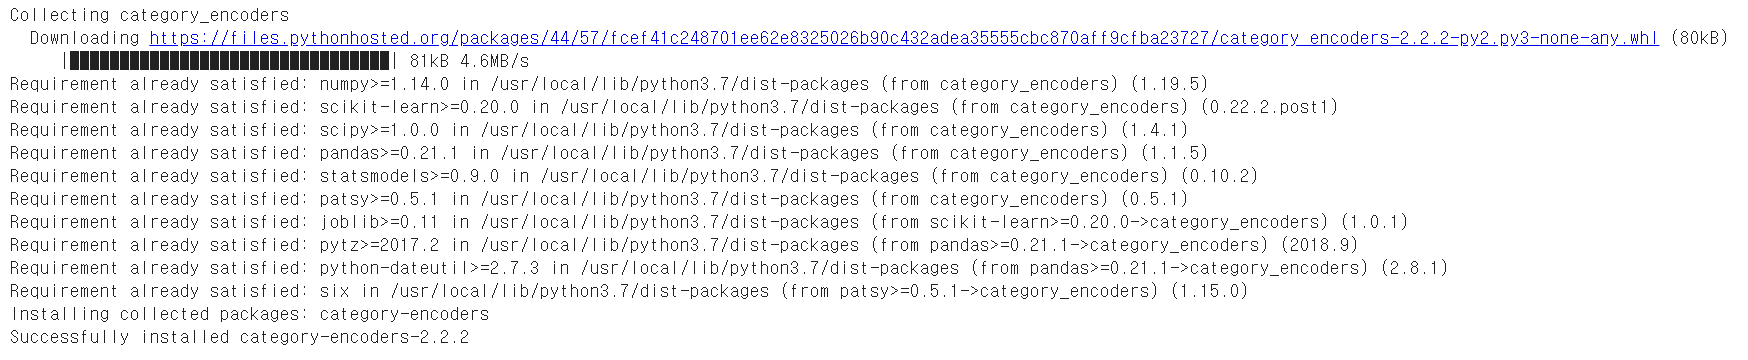 Collecting category_encoders
Downloading https://files.pythonhosted.org/packages/44/57/fcef41c248701ee62e8325026b90c432adea35555cbc870aff9cfba23727/category_encoders-2.2.2-py2.py3-none-any.whl (80kB)
|████████████████████████████████| 81kB 4.6MB/s
Requirement already satisfied: numpy>=1.14.0 in /usr/local/lib/python3.7/dist-packages (from category_encoders) (1.19.5)
Requirement already satisfied: scikit-learn>=0.20.0 in /usr/local/lib/python3.7/dist-packages (from category_encoders) (0.22.2.post1)
Requirement already satisfied: scipy>=1.0.0 in /usr/local/lib/python3.7/dist-packages (from category_encoders) (1.4.1)
Requirement already satisfied: pandas>=0.21.1 in /usr/local/lib/python3.7/dist-packages (from category_encoders) (1.1.5)
Requirement already satisfied: statsmodels>=0.9.0 in /usr/local/lib/python3.7/dist-packages (from category_encoders) (0.10.2)
Requirement already satisfied: patsy>=0.5.1 in /usr/local/lib/python3.7/dist-packages (from category_encoders) (0.5.1)
Requirement already satisfied: joblib>=0.11 in /usr/local/lib/python3.7/dist-packages (from scikit-learn>=0.20.0->category_encoders) (1.0.1)
Requirement already satisfied: pytz>=2017.2 in /usr/local/lib/python3.7/dist-packages (from pandas>=0.21.1->category_encoders) (2018.9)
Requirement already satisfied: python-dateutil>=2.7.3 in /usr/local/lib/python3.7/dist-packages (from pandas>=0.21.1->category_encoders) (2.8.1)
Requirement already satisfied: six in /usr/local/lib/python3.7/dist-packages (from patsy>=0.5.1->category_encoders) (1.15.0)
Installing collected packages: category-encoders
Successfully installed category-encoders-2.2.2